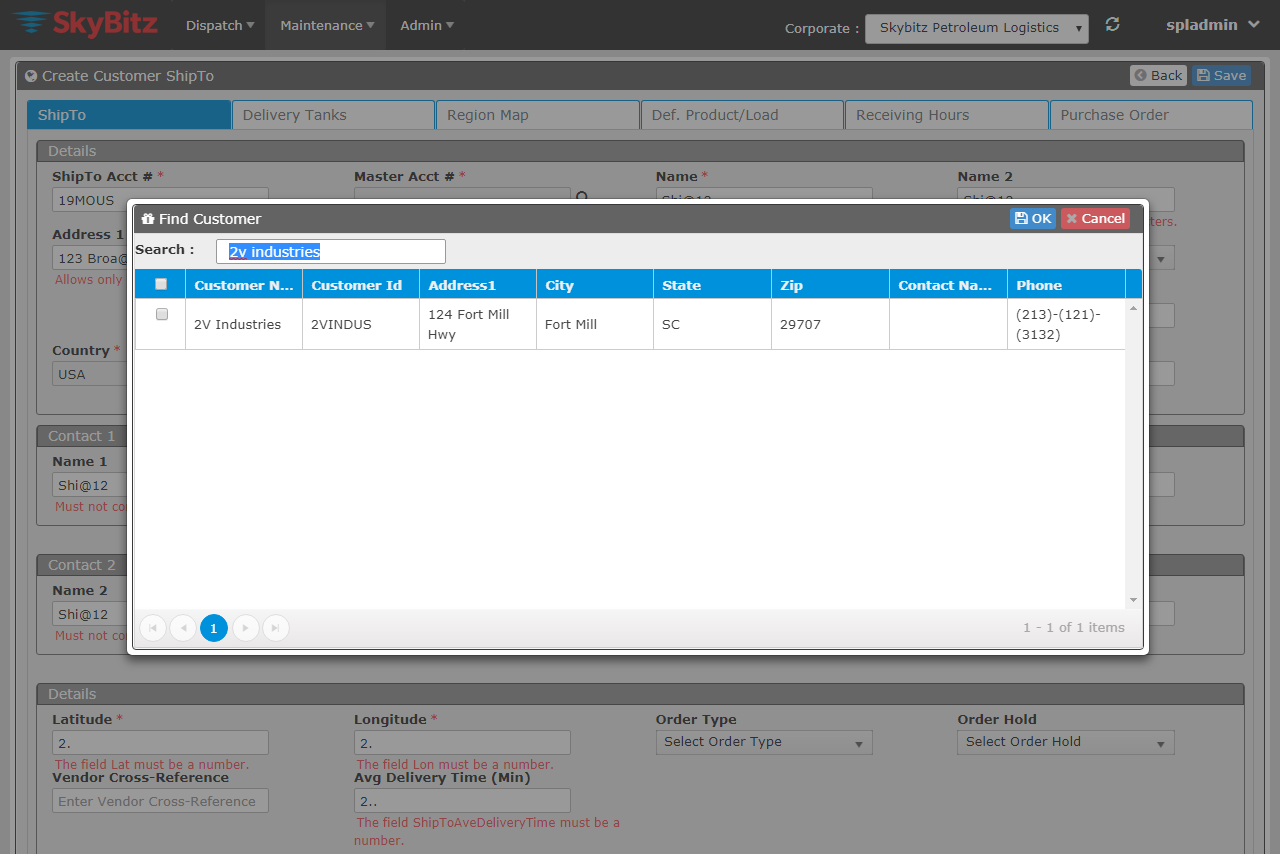 SkyBitz Dispatch Maintenance Admin Corporate : Skybitz Petroleum Logistics spladmin
Create Customer ShipTo Back Save
ShipTo Delivery Tanks Region Map Def. Product/Load Receiving Hours Purchase Order
Details
ShipTo Acct # * Master Acct # * Name * Name 2
19MOUS Shi@12 Shi@12
Address 1
123 Broa@
Allows only
Country *
USA
Find Customer OK Cancel
Search : 2v industries
Customer N... Customer Id Address1 City State Zip Contact Na... Phone
2V Industries 2VINDUS 124 Fort Mill Hwy Fort Mill SC 29707 (213)-(121)-(3132)
1 1 - 1 of 1 items
Contact 1
Name 1
Shi@12
Must not
Contact 2
Name 2
Shi@12
Must not
Details
Latitude * Longitude * Order Type Order Hold
2. 2. Select Order Type Select Order Hold
The field Lat must be a number. The field Lon must be a number.
Vendor Cross-Reference Avg Delivery Time (Min)
Enter Vendor Cross-Reference 2..
The field ShipToAveDeliveryTime must be a
number.